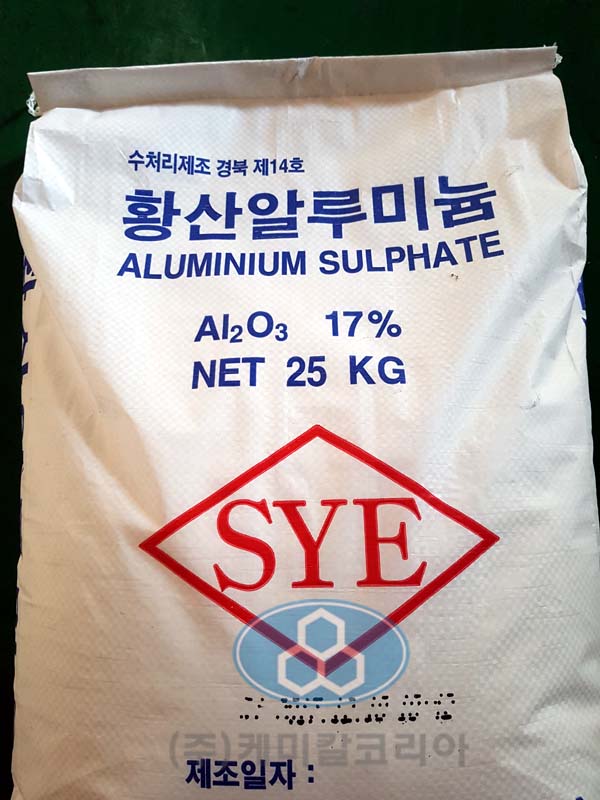 수처리제조 경북 제14호
황산알루미늄
ALUMINIUM SULPHATE
Al₂O₃ 17%
NET 25 KG
SYE
(주)케미칼코리아
제조일자 :